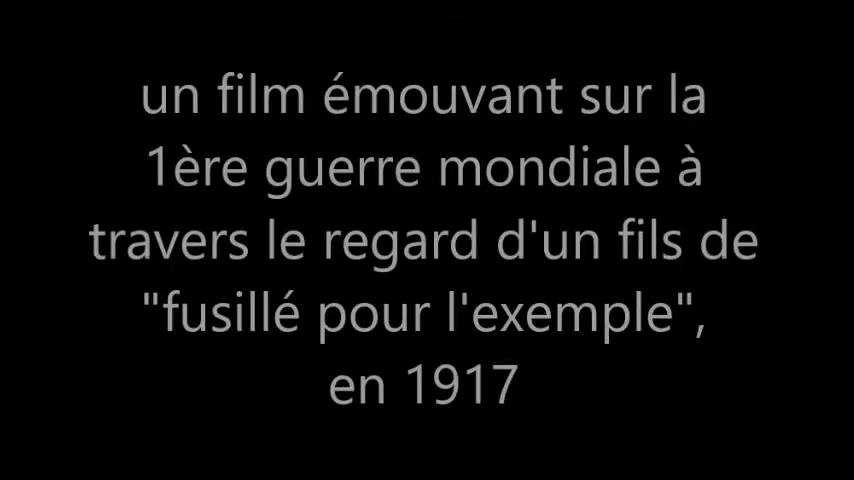 un film émouvant sur la
1ère guerre mondiale à
travers le regard d'un fils de
"fusillé pour l'exemple",
en 1917